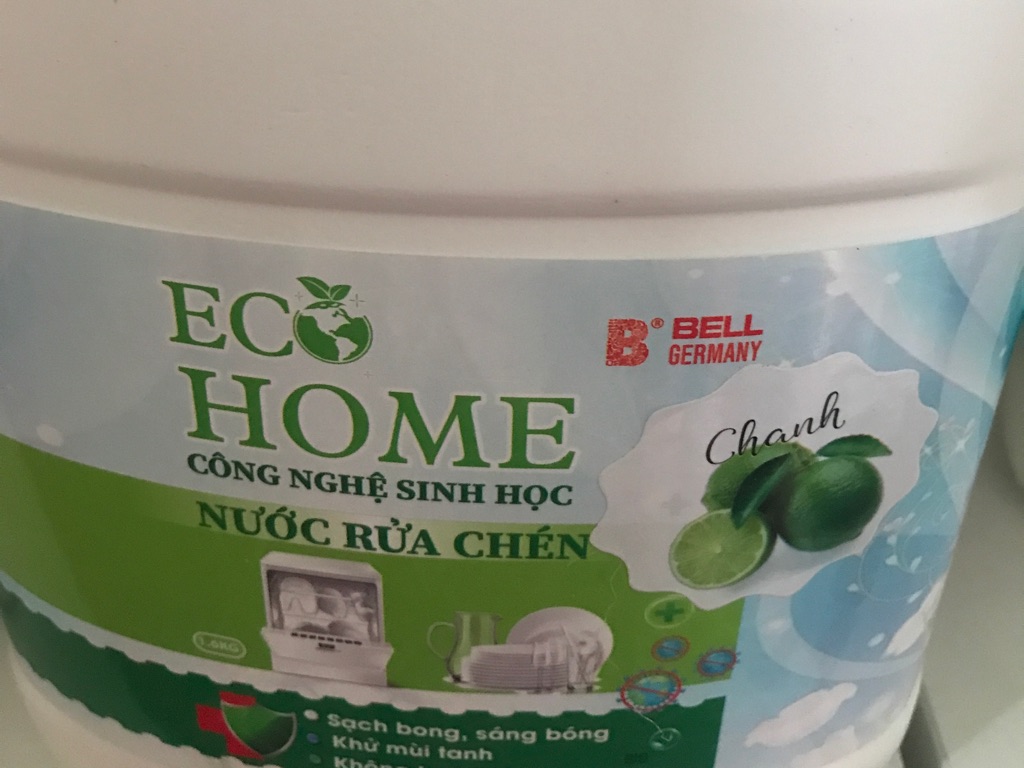 ECO
HOME
CÔNG NGHỆ SINH HỌC
NƯỚC RỬA CHÉN
B® BELL
GERMANY
Chanh
Sạch bong, sáng bóng
Khử mùi tanh
Không